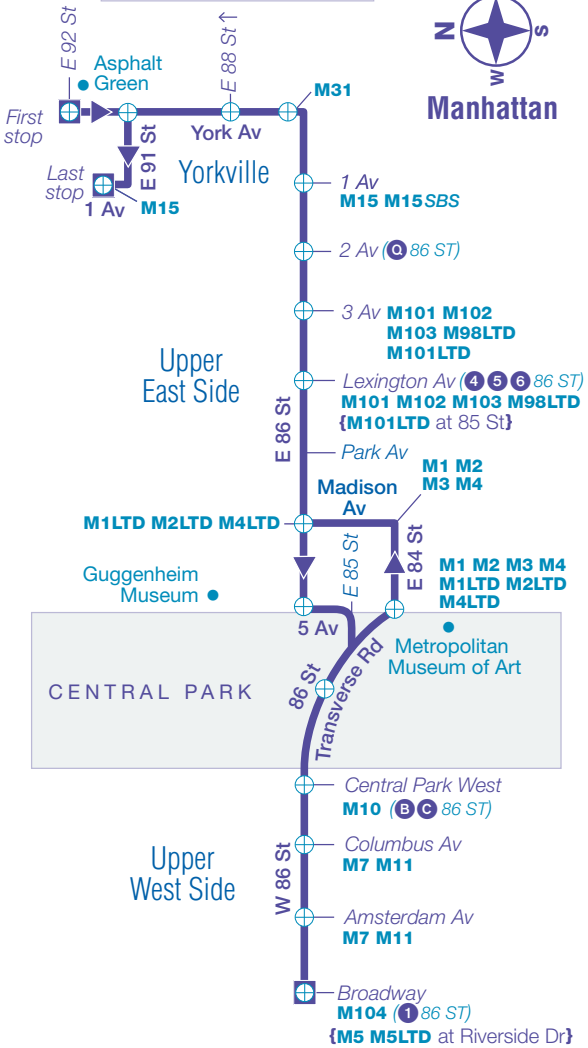 E 92 St
E 88 St ↑
N
S
W
Manhattan
Asphalt
Green
M31
First
stop
York Av
E 91 St
Yorkville
Last
stop
1 Av
M15
1 Av
M15 M15SBS
2 Av (Q 86 ST)
3 Av M101 M102
M103 M98LTD
M101LTD
Upper
East Side
Lexington Av (4 5 6 86 ST)
M101 M102 M103 M98LTD
{M101LTD at 85 St}
E 86 St
Park Av
M1 M2
M3 M4
Madison
Av
M1LTD M2LTD M4LTD
E 85 St
E 84 St
M1 M2 M3 M4
M1LTD M2LTD
M4LTD
Guggenheim
Museum
5 Av
Metropolitan
Museum of Art
CENTRAL PARK
86 St
Transverse Rd
Central Park West
M10 (B C 86 ST)
Columbus Av
M7 M11
Upper
West Side
W 86 St
Amsterdam Av
M7 M11
Broadway
M104 (1 86 ST)
{M5 M5LTD at Riverside Dr}